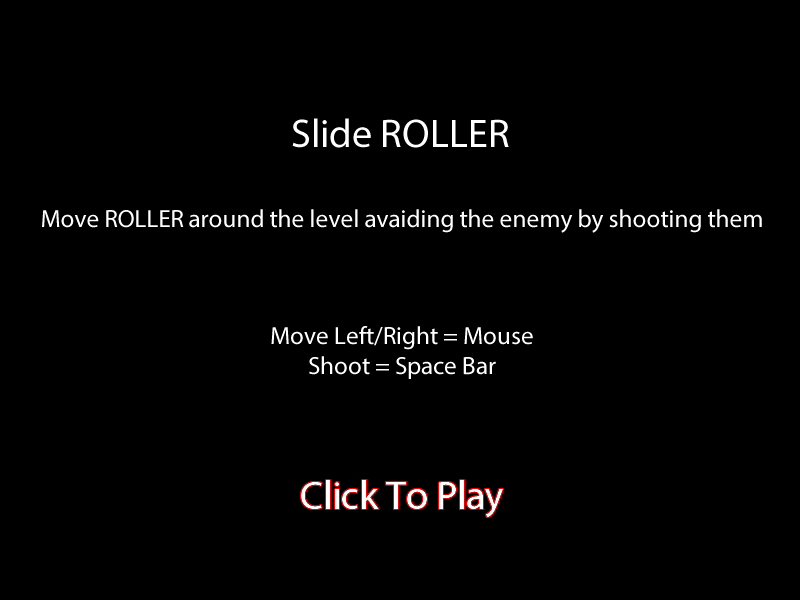 Slide ROLLER
Move ROLLER around the level avaiding the enemy by shooting them
Move Left/Right = Mouse
Shoot = Space Bar
Click To Play